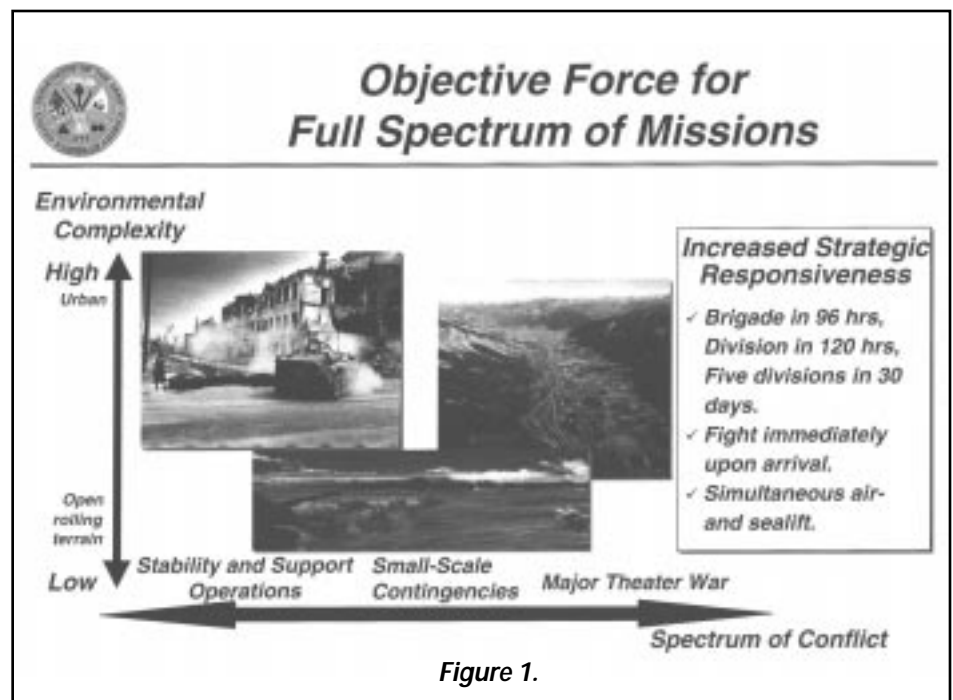 Objective Force for
Full Spectrum of Missions
Environmental
Complexity
High
Urban
Open
rolling
terrain
Low
Increased Strategic
Responsiveness
✓ Brigade in 96 hrs,
Division in 120 hrs,
Five divisions in 30
days.
✓ Fight immediately
upon arrival.
✓ Simultaneous air-
and sealift.
Stability and Support
Operations
Small-Scale
Contingencies
Major Theater War
Spectrum of Conflict
Figure 1.